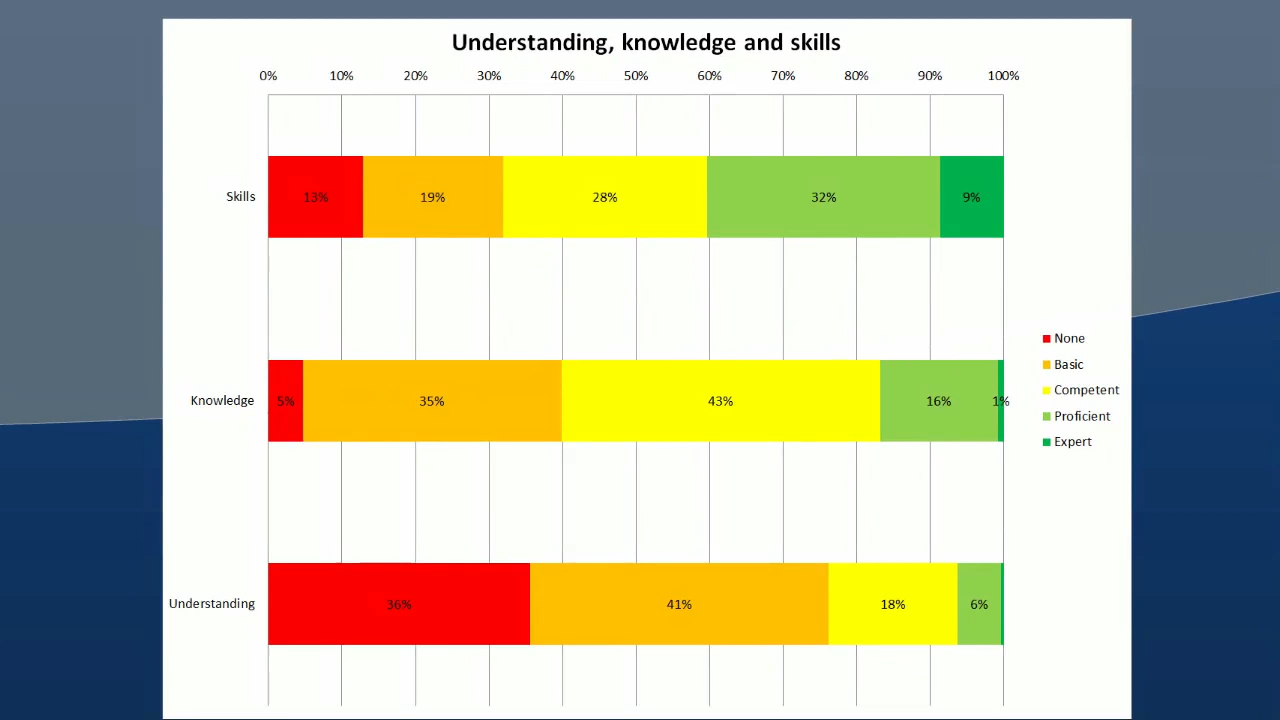 Understanding, knowledge and skills
0% 10% 20% 30% 40% 50% 60% 70% 80% 90% 100%
Skills 13% 19% 28% 32% 9%
Knowledge 5% 35% 43% 16% 1%
Understanding 36% 41% 18% 6%
None
Basic
Competent
Proficient
Expert